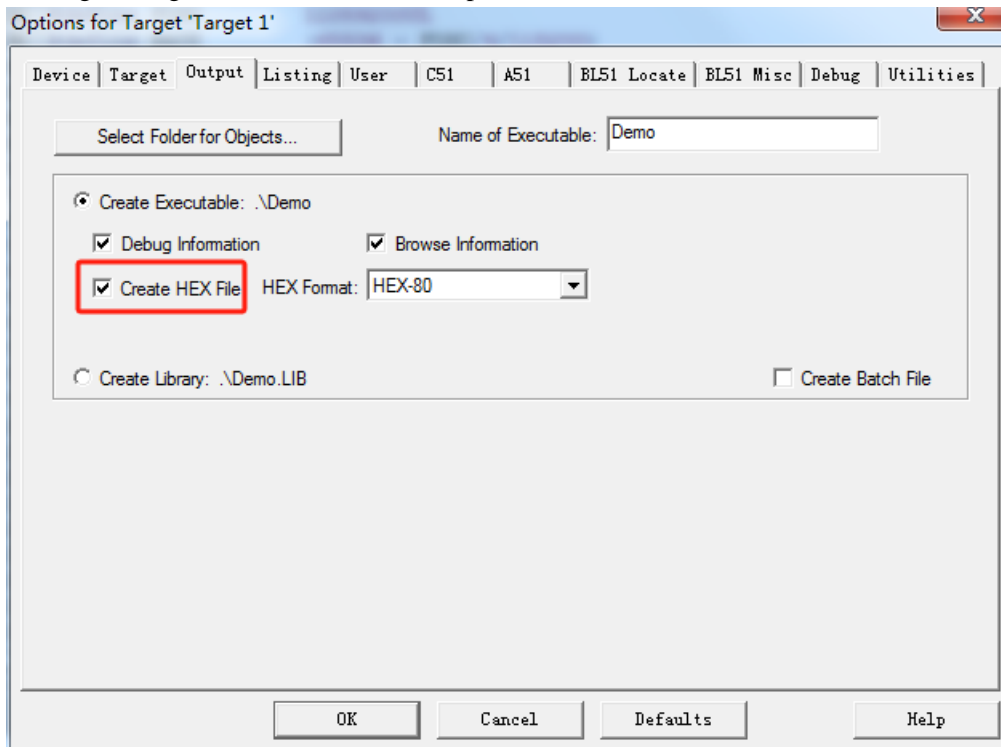 Options for Target 'Target 1'
Device Target Output Listing User C51 A51 BL51 Locate BL51 Misc Debug Utilities
Select Folder for Objects... Name of Executable: Demo
Create Executable: .\Demo
Debug Information Browse Information
Create HEX File HEX Format: HEX-80
Create Library: .\Demo.LIB Create Batch File
OK Cancel Defaults Help